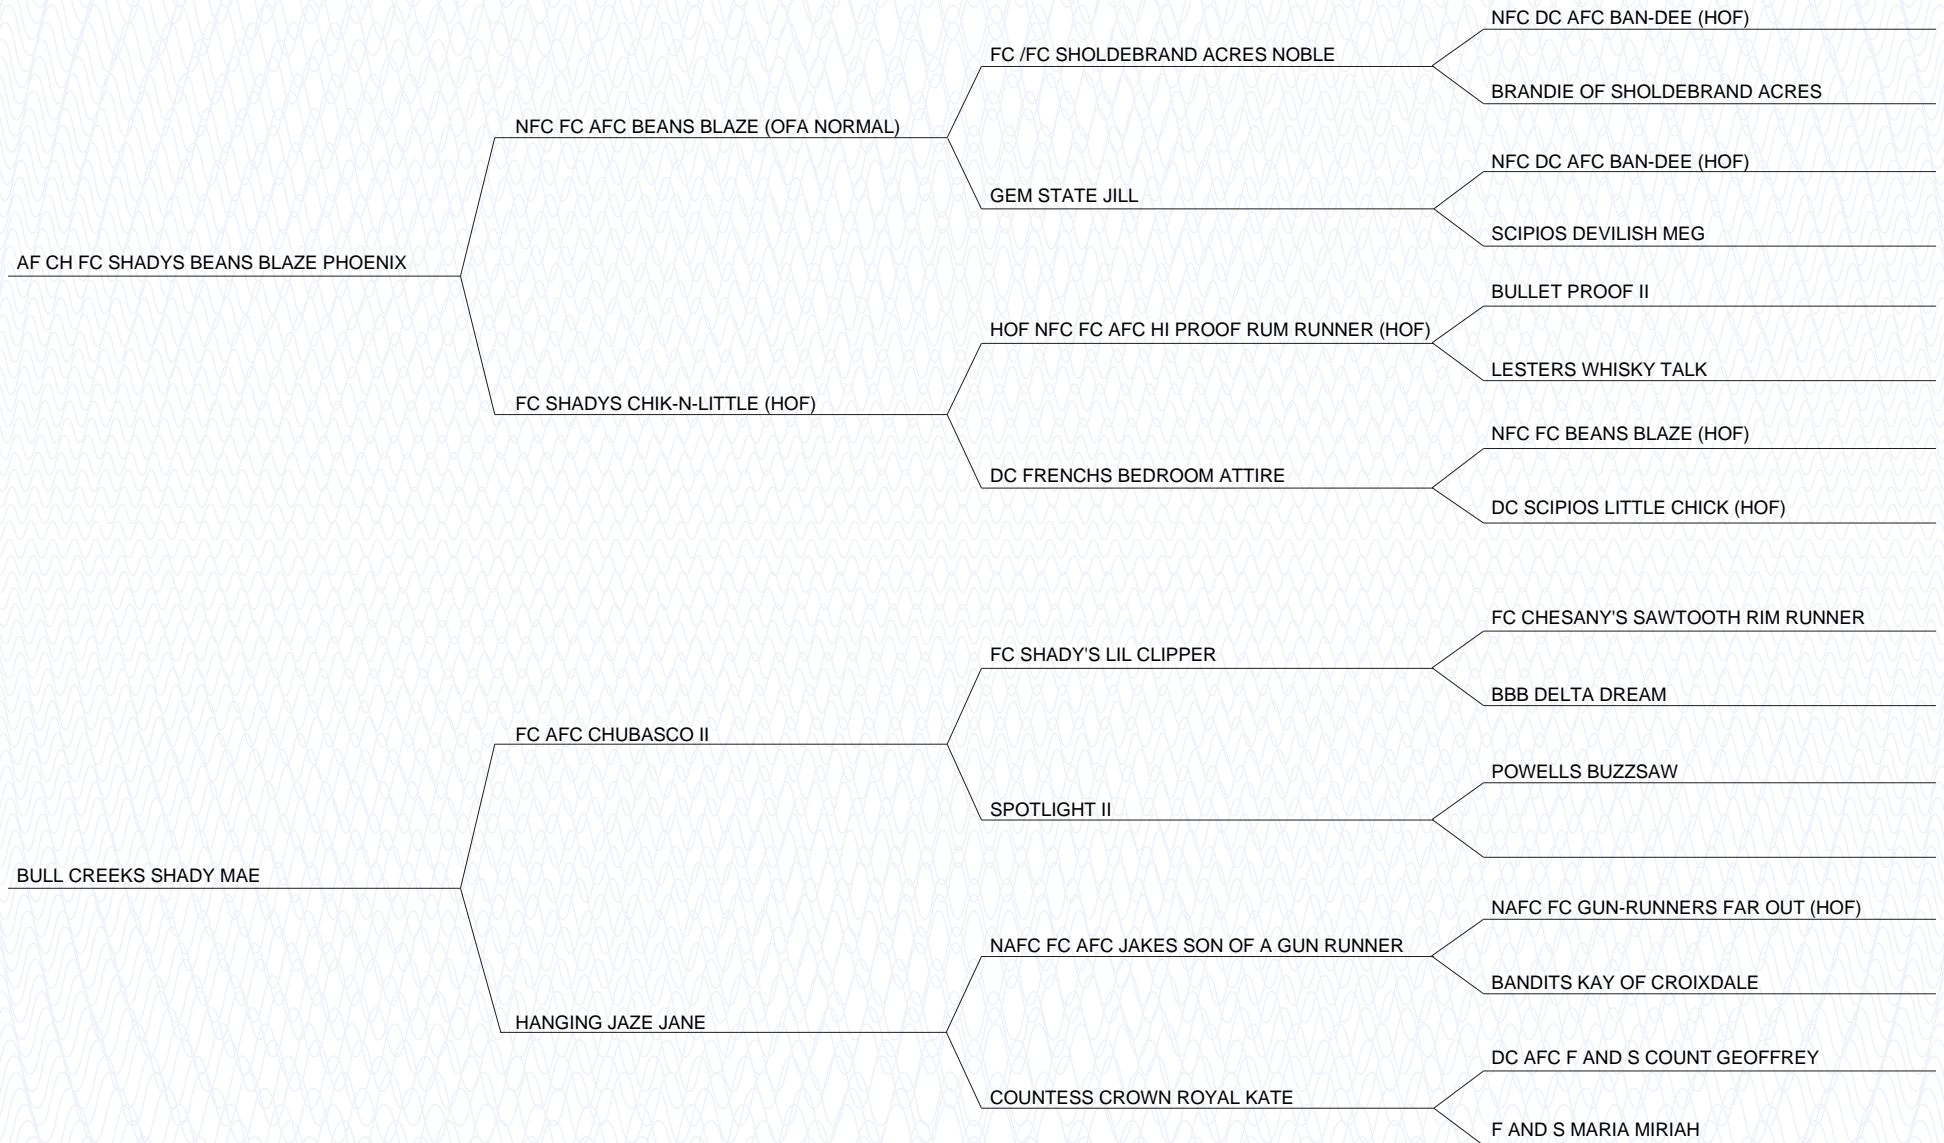 NFC DC AFC BAN-DEE (HOF)
FC /FC SHOLDEBRAND ACRES NOBLE
BRANDIE OF SHOLDEBRAND ACRES
NFC FC AFC BEANS BLAZE (OFA NORMAL)
NFC DC AFC BAN-DEE (HOF)
GEM STATE JILL
SCIPIOS DEVILISH MEG
AF CH FC SHADYS BEANS BLAZE PHOENIX
BULLET PROOF II
HOF NFC FC AFC HI PROOF RUM RUNNER (HOF)
LESTERS WHISKY TALK
FC SHADYS CHIK-N-LITTLE (HOF)
NFC FC BEANS BLAZE (HOF)
DC FRENCHS BEDROOM ATTIRE
DC SCIPIOS LITTLE CHICK (HOF)
FC CHESANY'S SAWTOOTH RIM RUNNER
FC SHADY'S LIL CLIPPER
BBB DELTA DREAM
FC AFC CHUBASCO II
POWELLS BUZZSAW
SPOTLIGHT II
BULL CREEKS SHADY MAE
NAFC FC GUN-RUNNERS FAR OUT (HOF)
NAFC FC AFC JAKES SON OF A GUN RUNNER
BANDITS KAY OF CROIXDALE
HANGING JAZE JANE
DC AFC F AND S COUNT GEOFFREY
COUNTESS CROWN ROYAL KATE
F AND S MARIA MIRIAH